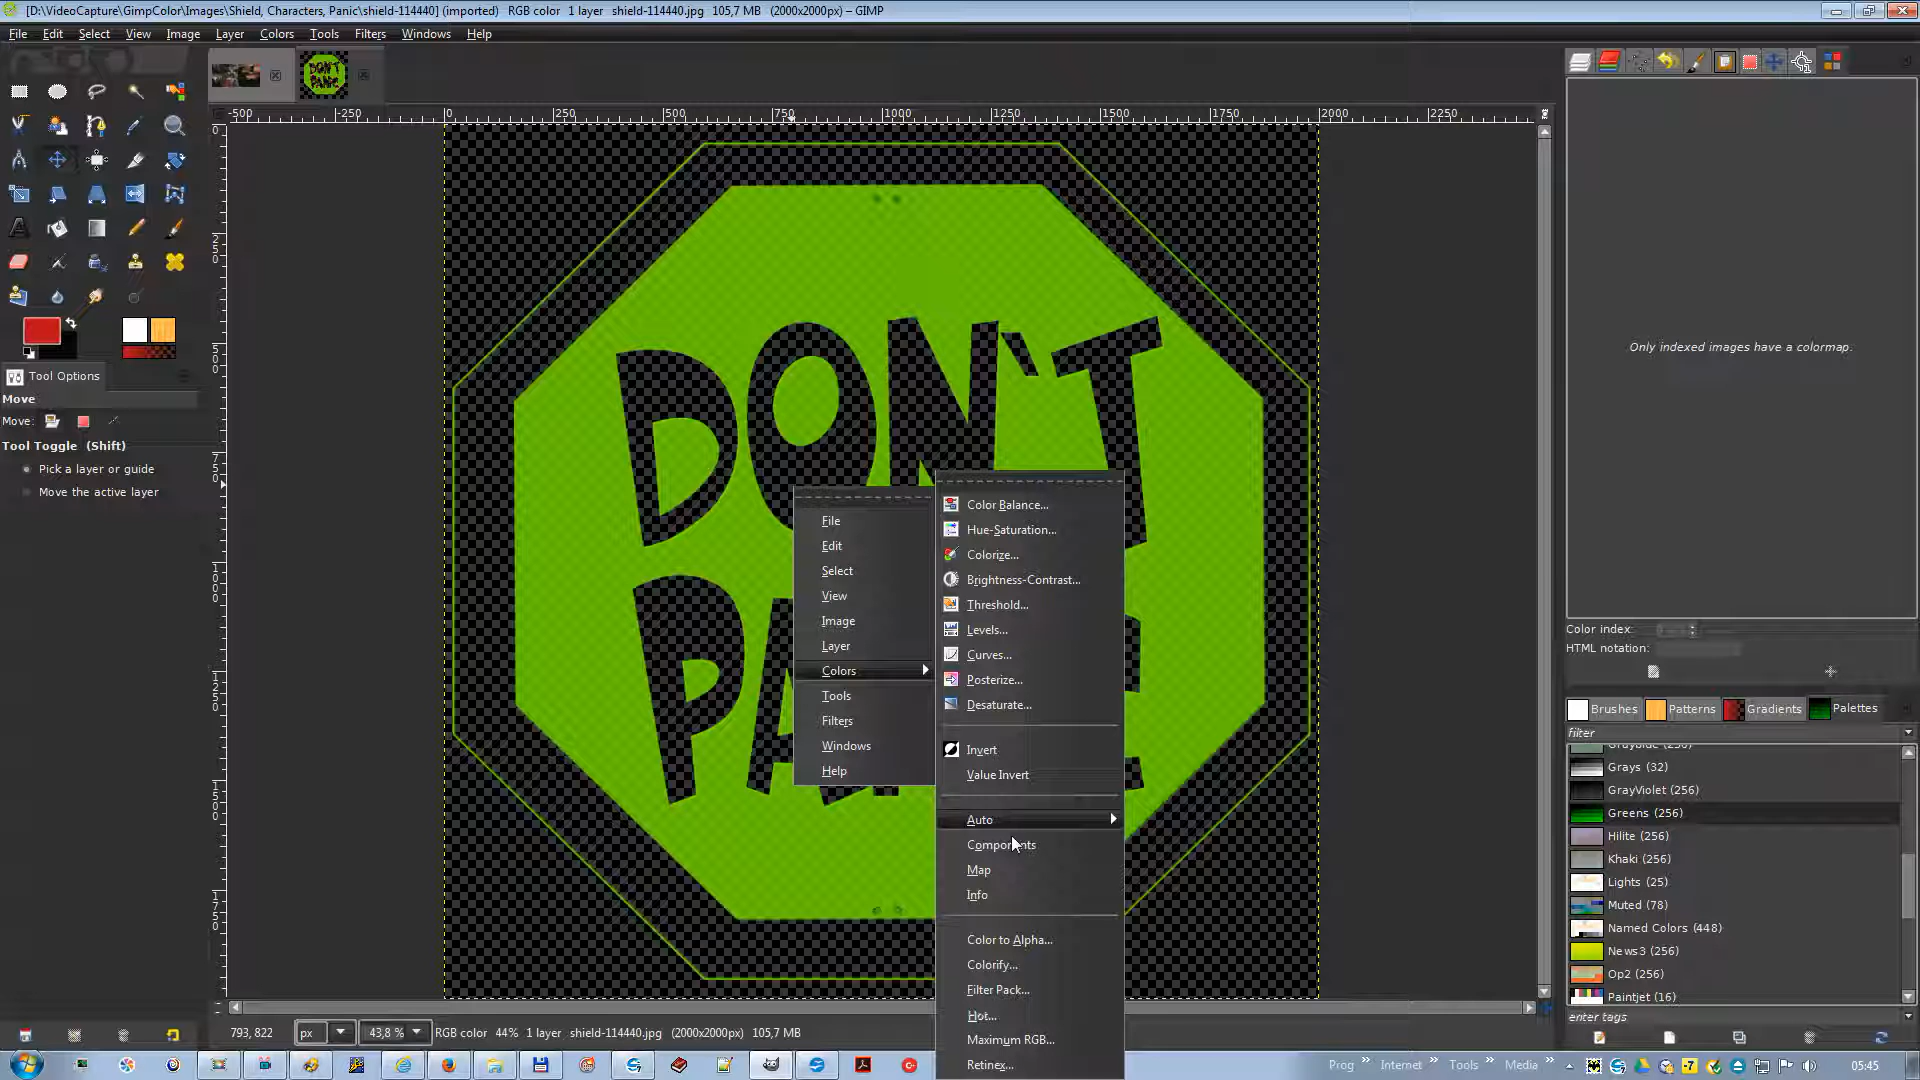 [D:\VideoCapture\GimpColor\Images\Shield, Characters, Panic\shield-114440] (imported) RGB color 1 layer shield-114440.jpg 105,7 MB (2000x2000px) – GIMP
File Edit Select View Image Layer Colors Tools Filters Windows Help
-500 -250 0 250 500 750 1000 1250 1500 1750 2000 2250
0
250
500
750
1000
1250
1500
1750
DON'T
Tool Options
Move
Move:
Tool Toggle (Shift)
Pick a layer or guide
Move the active layer
File
Edit
Select
View
Image
Layer
Colors
Tools
Filters
Windows
Help
Color Balance...
Hue-Saturation...
Colorize...
Brightness-Contrast...
Threshold...
Levels...
Curves...
Posterize...
Desaturate...
Invert
Value Invert
Auto
Components
Map
Info
Color to Alpha...
Colorify...
Filter Pack...
Hot...
Maximum RGB...
Retinex...
Only indexed images have a colormap.
Color index:
HTML notation:
Brushes Patterns Gradients Palettes
filter
Grays (32)
GrayViolet (256)
Greens (256)
Hilite (256)
Khaki (256)
Lights (25)
Muted (78)
Named Colors (448)
News3 (256)
Op2 (256)
Paintjet (16)
enter tags
793, 822 px 43,8 % RGB color 44% 1 layer shield-114440.jpg (2000x2000px) 105,7 MB
Prog » Internet » Tools » Media » 05:45